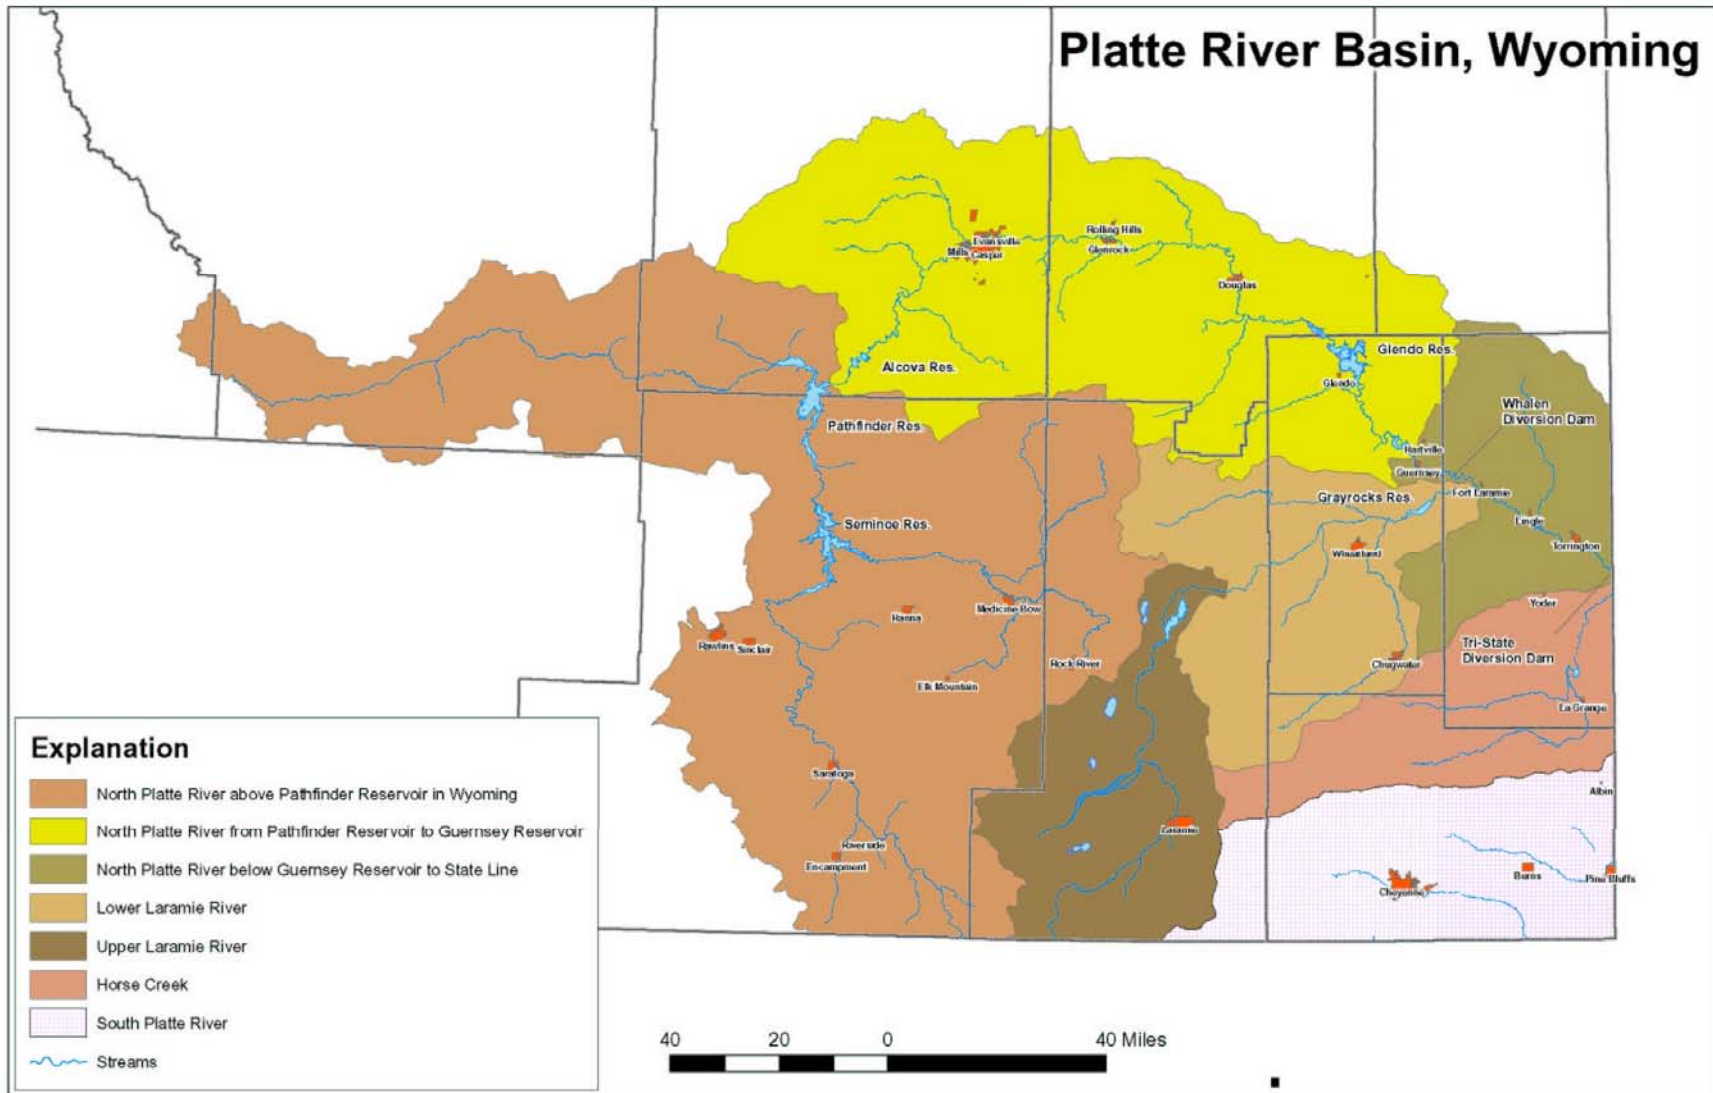 Platte River Basin, Wyoming
Rolling Hills
Evansville
Mills
Casper
Glenrock
Douglas
Glendo Res.
Alcova Res.
Glendo
Whalen
Diversion Dam
Pathfinder Res.
Hartville
Guernsey
Grayrocks Res.
Fort Laramie
Seminoe Res.
Lingle
Torrington
Wheatland
Medicine Bow
Hanna
Yoder
Rawlins
Sinclair
Rock River
Tri-State
Diversion Dam
Chugwater
Elk Mountain
La Grange
Saratoga
Albin
Laramie
Riverside
Encampment
Cheyenne
Burns
Pine Bluffs
Explanation
North Platte River above Pathfinder Reservoir in Wyoming
North Platte River from Pathfinder Reservoir to Guernsey Reservoir
North Platte River below Guernsey Reservoir to State Line
Lower Laramie River
Upper Laramie River
Horse Creek
South Platte River
Streams
40 20 0 40 Miles